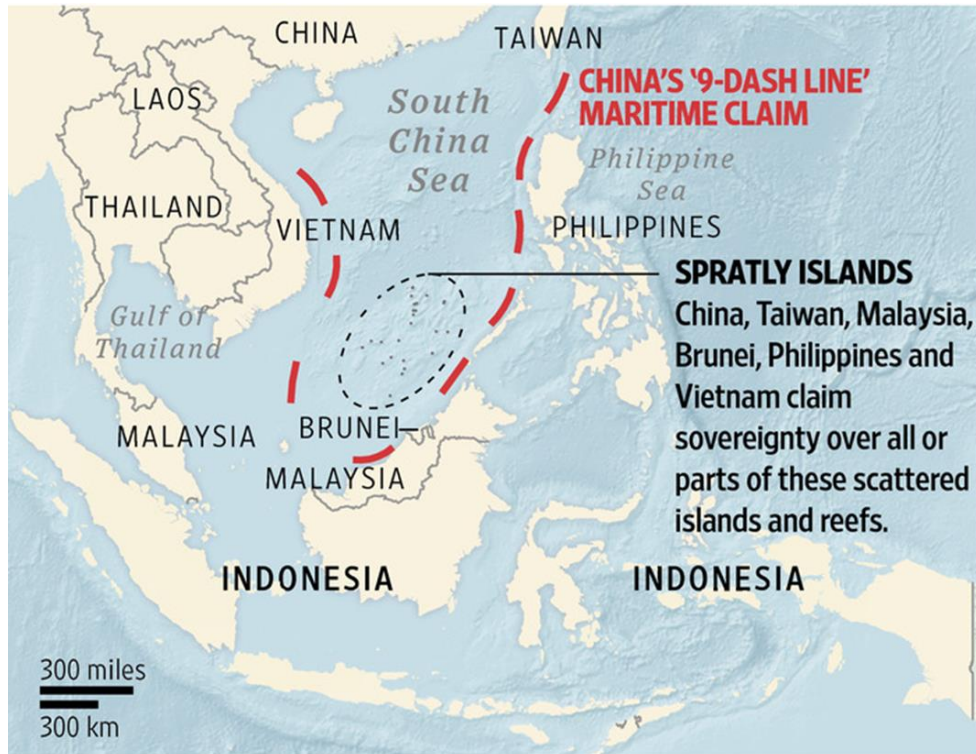 CHINA
TAIWAN
CHINA'S '9-DASH LINE'
MARITIME CLAIM
LAOS
South
China
Sea
Philippine
Sea
THAILAND
VIETNAM
PHILIPPINES
SPRATLY ISLANDS
China, Taiwan, Malaysia,
Brunei, Philippines and
Vietnam claim
sovereignty over all or
parts of these scattered
islands and reefs.
Gulf of
Thailand
MALAYSIA
BRUNEI
MALAYSIA
INDONESIA
INDONESIA
300 miles
300 km